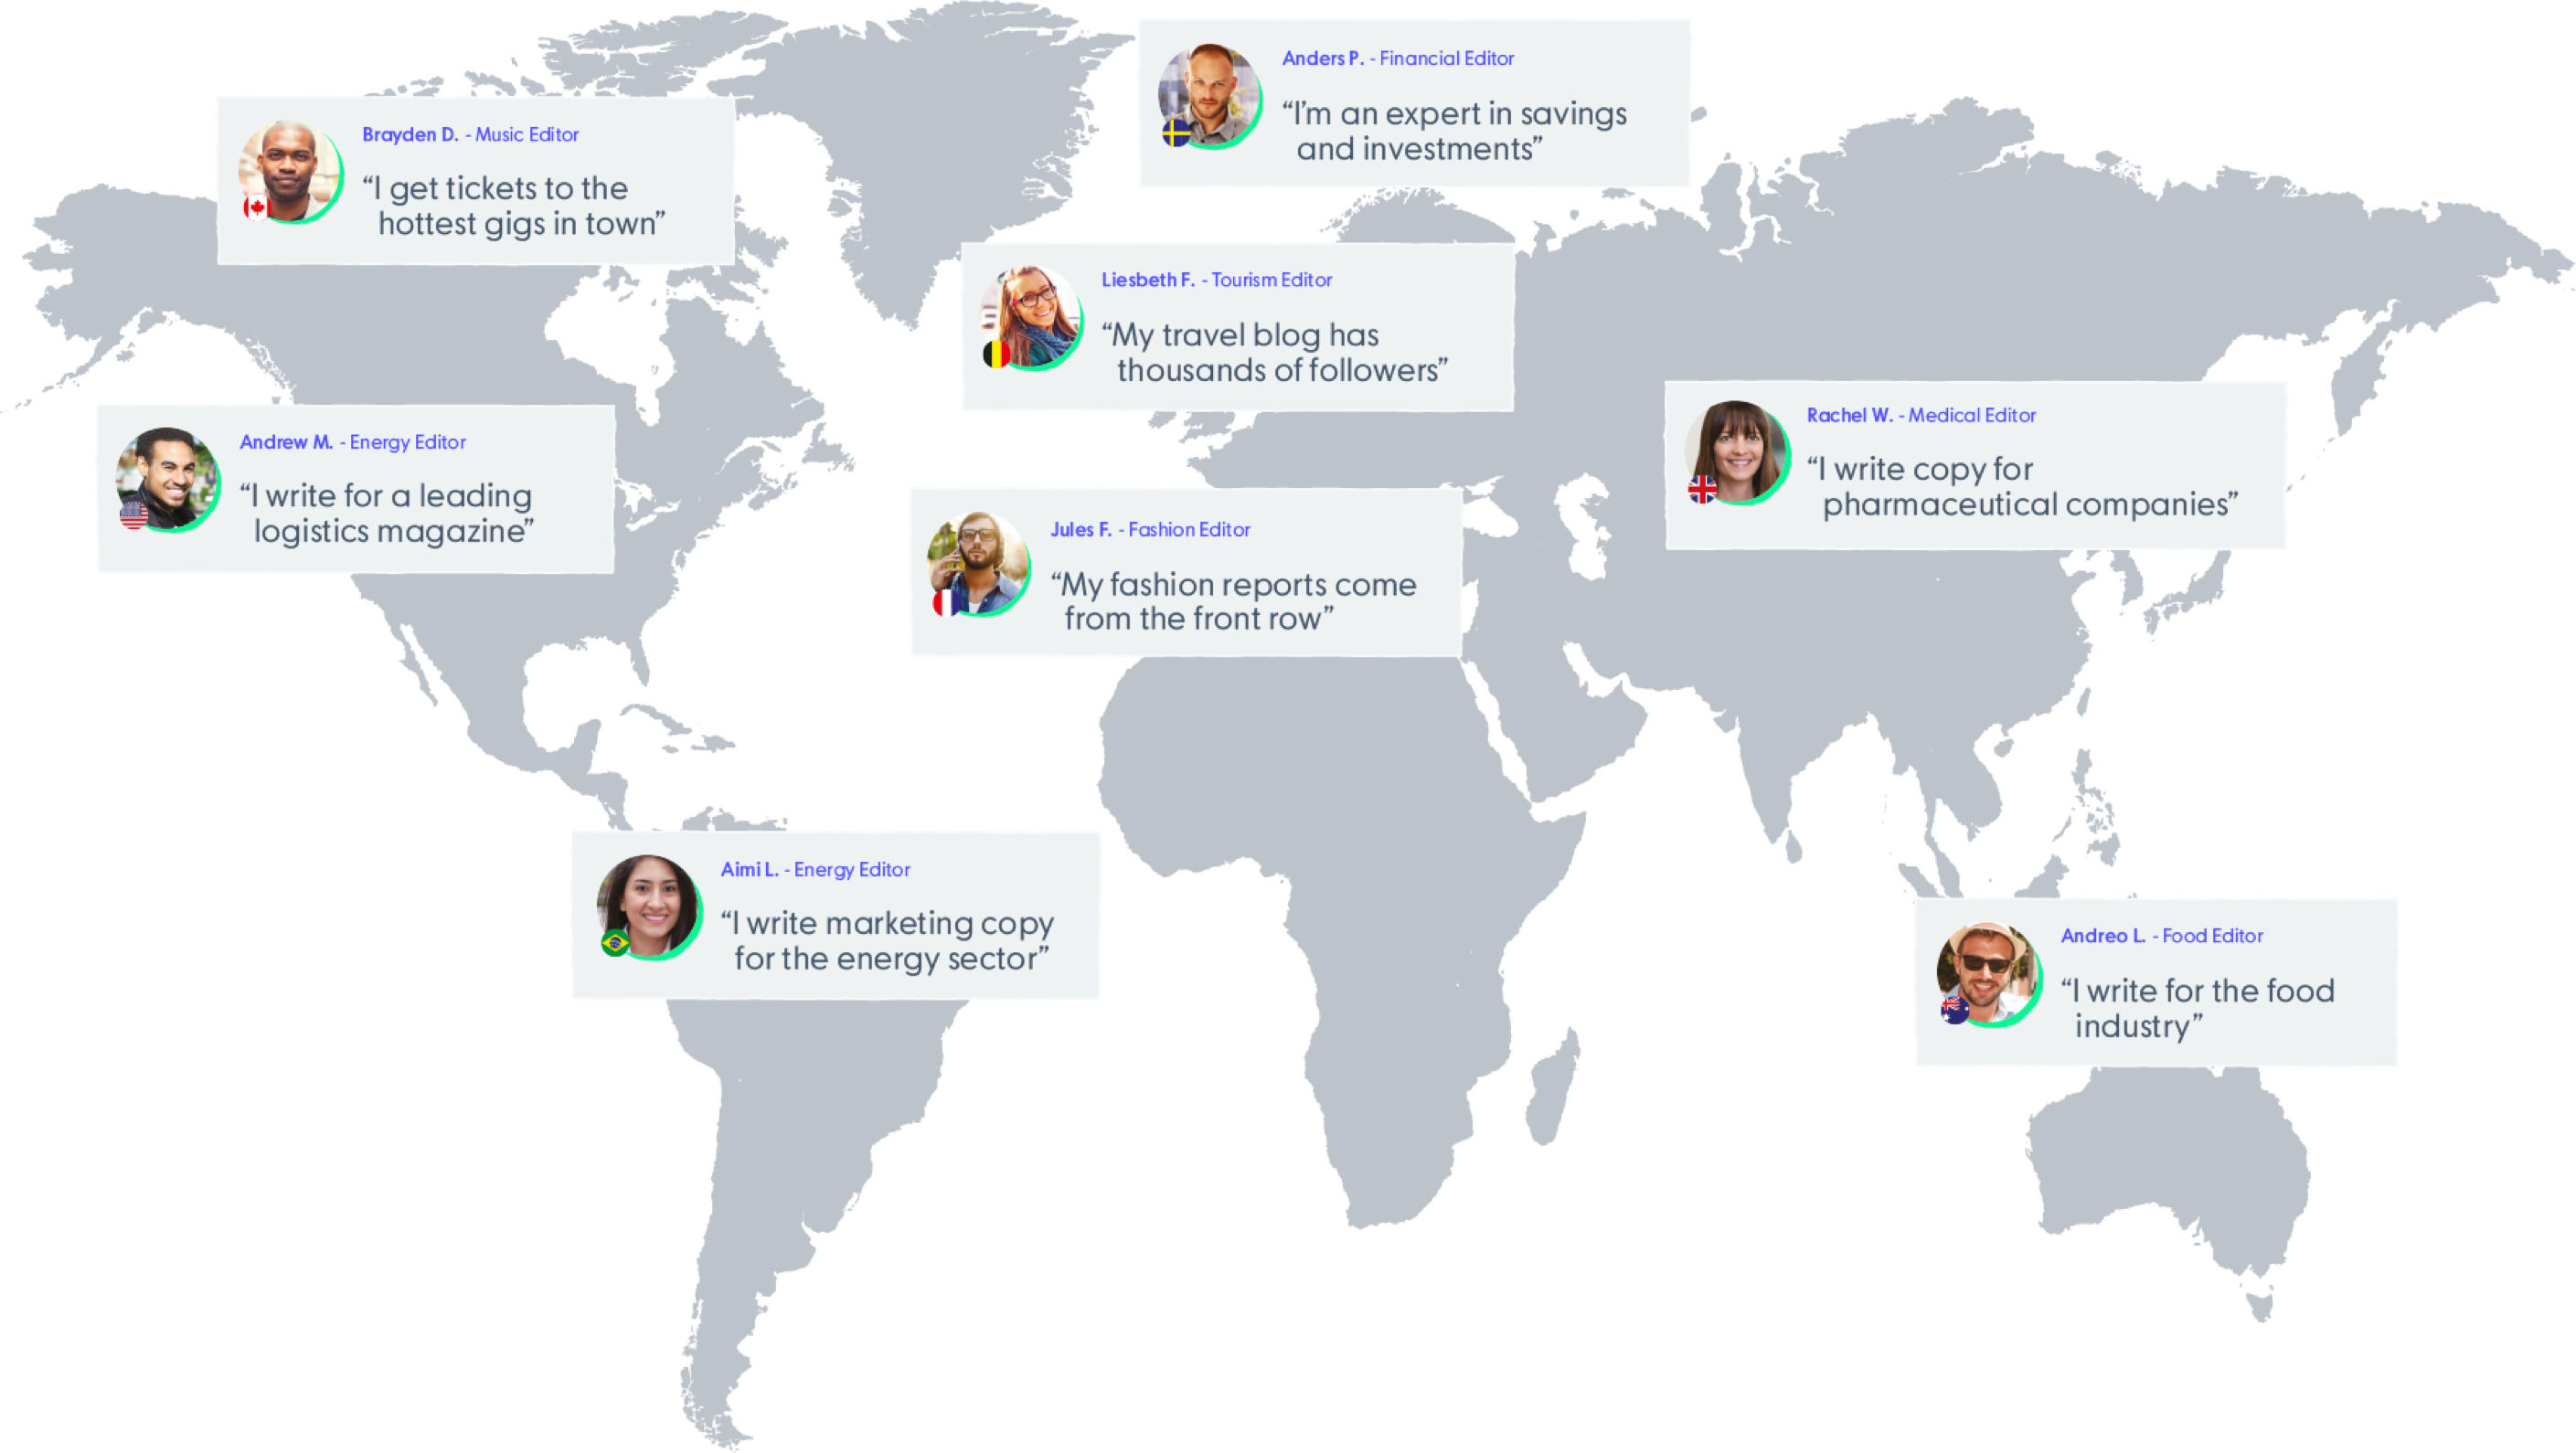 Anders P. - Financial Editor
“I’m an expert in savings
and investments”
Brayden D. - Music Editor
“I get tickets to the
hottest gigs in town”
Liesbeth F. - Tourism Editor
“My travel blog has
thousands of followers”
Rachel W. - Medical Editor
“I write copy for
pharmaceutical companies”
Andrew M. - Energy Editor
“I write for a leading
logistics magazine”
Jules F. - Fashion Editor
“My fashion reports come
from the front row”
Aimi L. - Energy Editor
“I write marketing copy
for the energy sector”
Andreo L. - Food Editor
“I write for the food
industry”